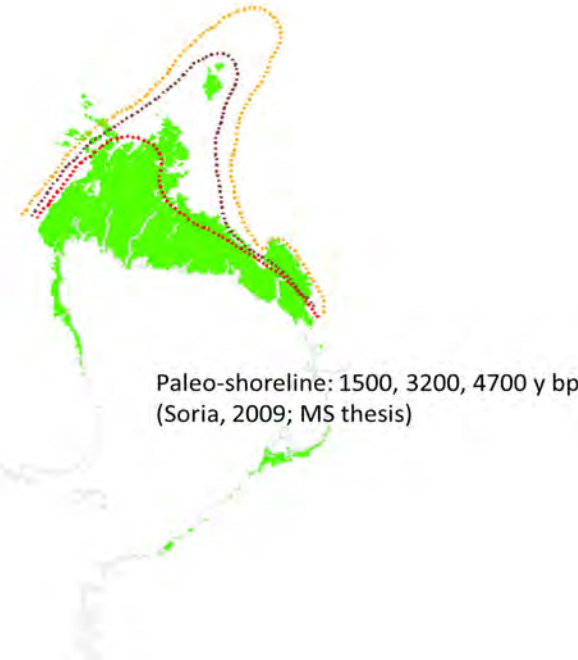 Paleo-shoreline: 1500, 3200, 4700 y bp
(Soria, 2009; MS thesis)